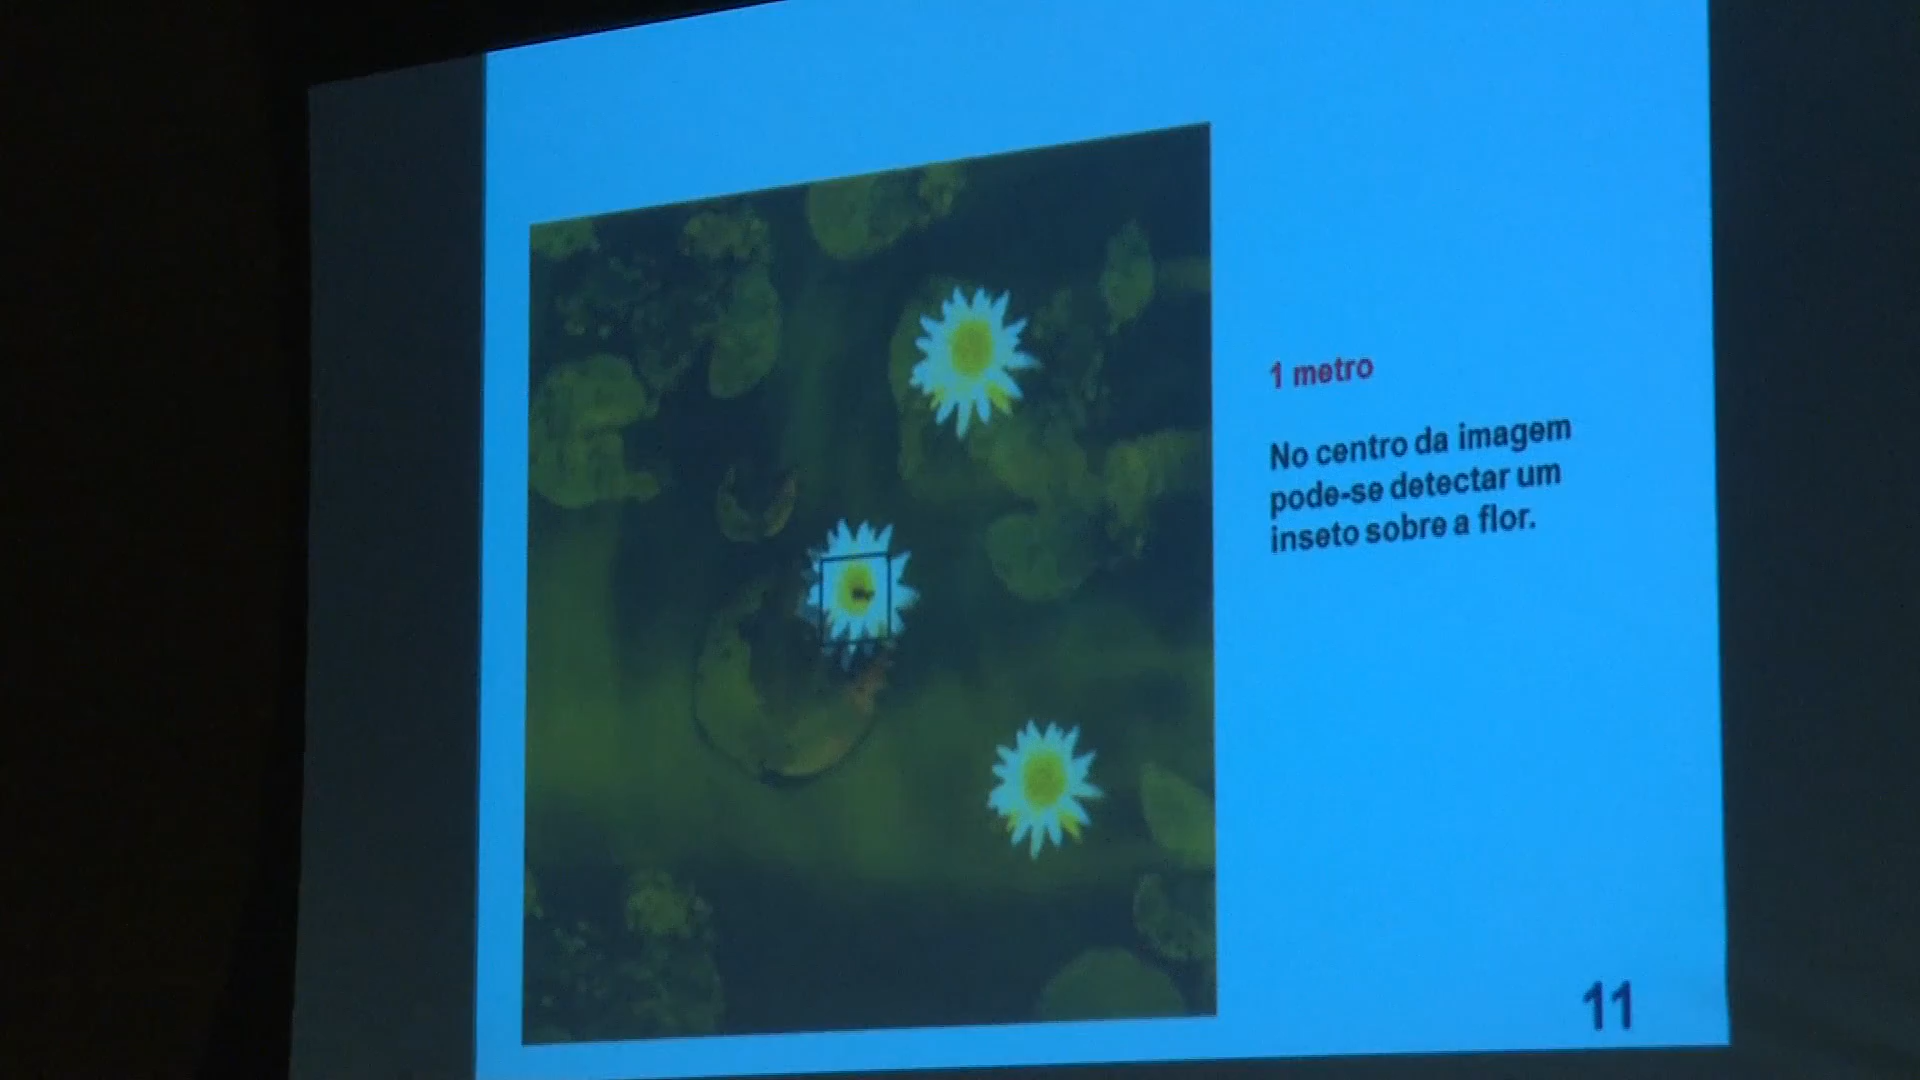 1 metro
No centro da imagem
pode-se detectar um
inseto sobre a flor.
11